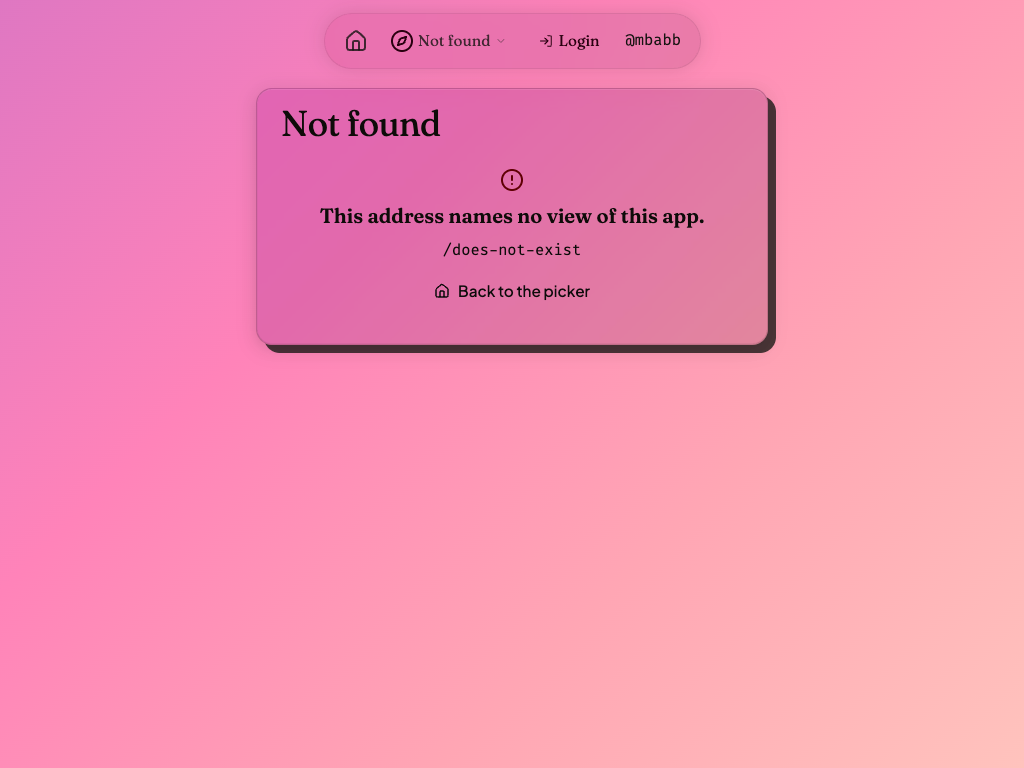 Not found
Login
@mbabb
Not found
This address names no view of this app.
/does-not-exist
Back to the picker